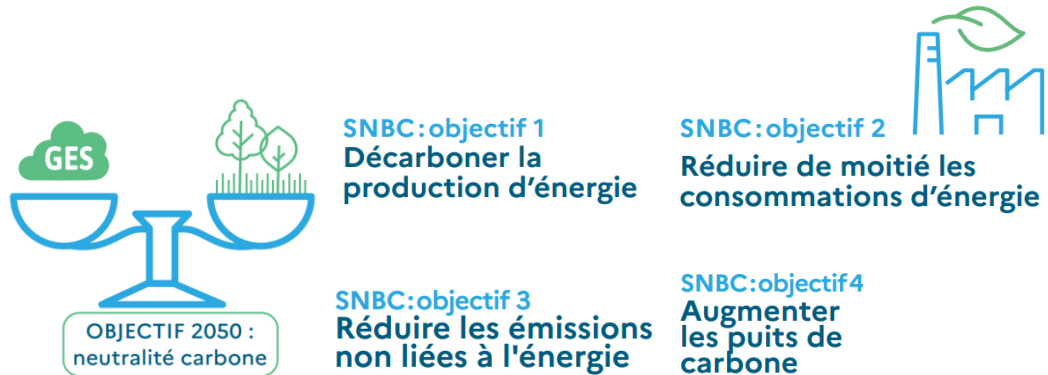 GES
OBJECTIF 2050 :
neutralité carbone
SNBC: objectif 1
Décarboner la
production d'énergie
SNBC: objectif 2
Réduire de moitié les
consommations d'énergie
SNBC: objectif 3
Réduire les émissions
non liées à l'énergie
SNBC: objectif 4
Augmenter
les puits de
carbone